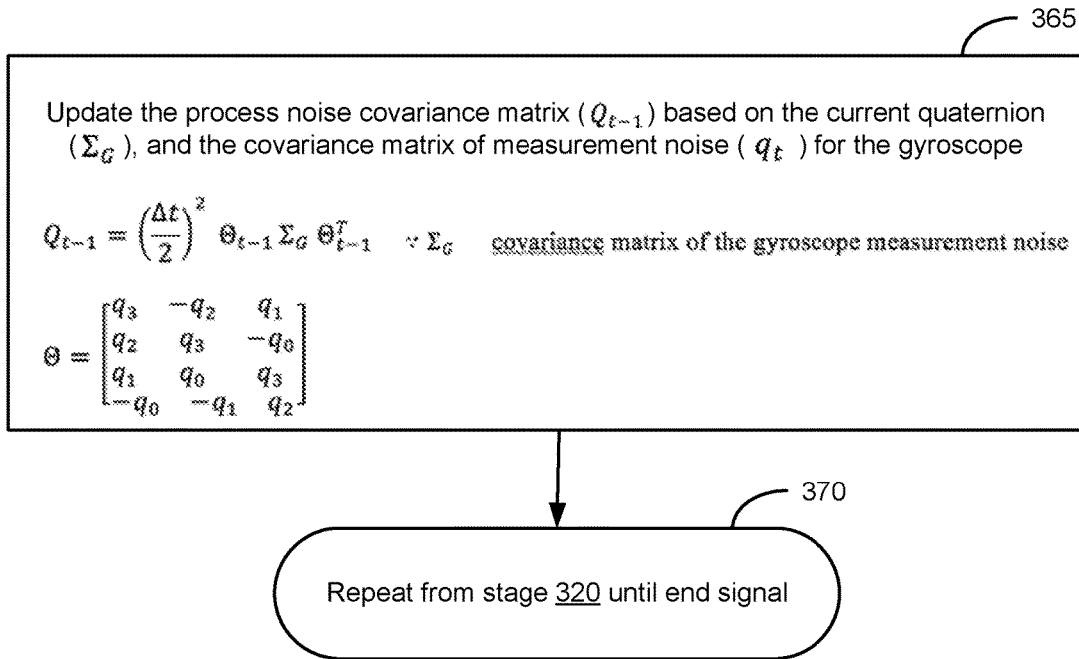 365
Update the process noise covariance matrix (Q_{t−1}) based on the current quaternion
(Σ_G), and the covariance matrix of measurement noise ( q_t ) for the gyroscope
Q_{t−1} = (Δt/2)^2 Θ_{t−1} Σ_G Θ^T_{t−1} ∵ Σ_G covariance matrix of the gyroscope measurement noise
Θ = [q_3 −q_2 q_1
q_2 q_3 −q_0
q_1 q_0 q_3
−q_0 −q_1 q_2]
370
Repeat from stage 320 until end signal